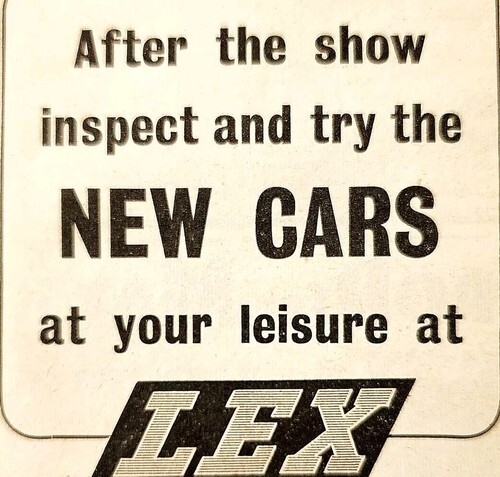 After the show
inspect and try the
NEW CARS
at your leisure at
LEX